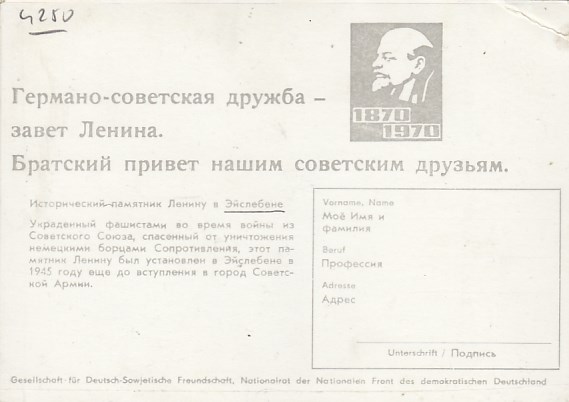 4250
1870
1970
Германо-советская дружба –
завет Ленина.
Братский привет нашим советским друзьям.
Исторический памятник Ленину в Эйслебене
Украденный фашистами во время войны из
Советского Союза, спасенный от уничтожения
немецкими борцами Сопротивления, этот па-
мятник Ленину был установлен в Эйслебене в
1945 году еще до вступления в город Советс-
кой Армии.
Vorname, Name
Моё Имя и
фамилия
Beruf
Профессия
Adresse
Адрес
Unterschrift / Подпись
Gesellschaft für Deutsch-Sowjetische Freundschaft, Nationalrat der Nationalen Front des demokratischen Deutschland